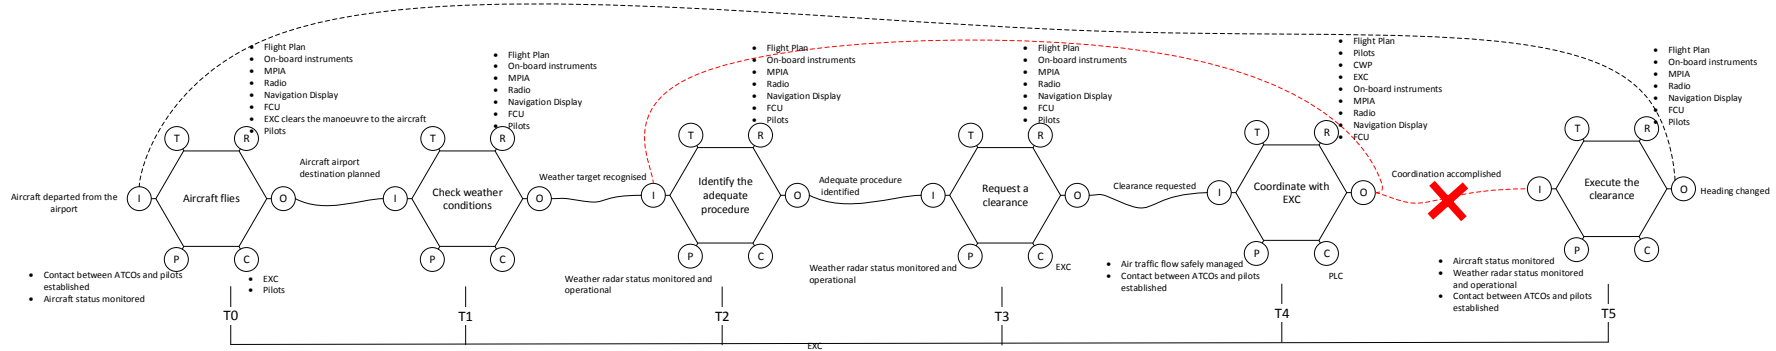 Aircraft departed from the
airport
T
R
I
O
P
C
Aircraft flies
• Flight Plan
• On-board instruments
• MPIA
• Radio
• Navigation Display
• FCU
• EXC clears the manoeuvre to the aircraft
• Pilots
• Contact between ATCOs and pilots
established
• Aircraft status monitored
• EXC
• Pilots
T0
Aircraft airport
destination planned
T
R
I
O
P
C
Check weather
conditions
• Flight Plan
• On-board instruments
• MPIA
• Radio
• Navigation Display
• FCU
• Pilots
T1
Weather target recognised
T
R
I
O
P
C
Identify the
adequate
procedure
• Flight Plan
• On-board instruments
• MPIA
• Radio
• Navigation Display
• FCU
• Pilots
Weather radar status monitored and
operational
T2
Adequate procedure
identified
T
R
I
O
P
C
Request a
clearance
• Flight Plan
• On-board instruments
• MPIA
• Radio
• Navigation Display
• FCU
• Pilots
Weather radar status monitored and
operational
EXC
T3
Clearance requested
T
R
I
O
P
C
Coordinate with
EXC
• Flight Plan
• Pilots
• CWP
• EXC
• On-board instruments
• MPIA
• Radio
• Navigation Display
• FCU
• Air traffic flow safely managed
• Contact between ATCOs and pilots
established
PLC
T4
Coordination accomplished
T
R
I
O
P
C
Execute the
clearance
• Flight Plan
• On-board instruments
• MPIA
• Radio
• Navigation Display
• FCU
• Pilots
• Aircraft status monitored
• Weather radar status monitored
and operational
• Contact between ATCOs and pilots
established
T5
Heading changed
EXC